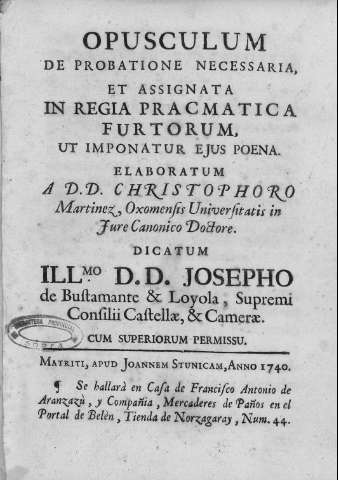 OPUSCULUM
DE PROBATIONE NECESSARIA,
ET ASSIGNATA
IN REGIA PRACMATICA
FURTORUM,
UT IMPONATUR EJUS POENA.
ELABORATUM
A D.D. CHRISTOPHORO
Martinez, Oxomensis Universitatis in
Jure Canonico Doctore.
DICATUM
ILL.MO D.D. JOSEPHO
de Bustamante & Loyola, Supremi
Consilii Castellæ, & Cameræ.
CUM SUPERIORUM PERMISSU.
MATRITI, APUD JOANNEM STUNICAM, ANNO 1740.
¶ Se hallarà en Casa de Francisco Antonio de
Aranzazù, y Compañia, Mercaderes de Paños en el
Portal de Belèn, Tienda de Norzagaray, Num. 44.